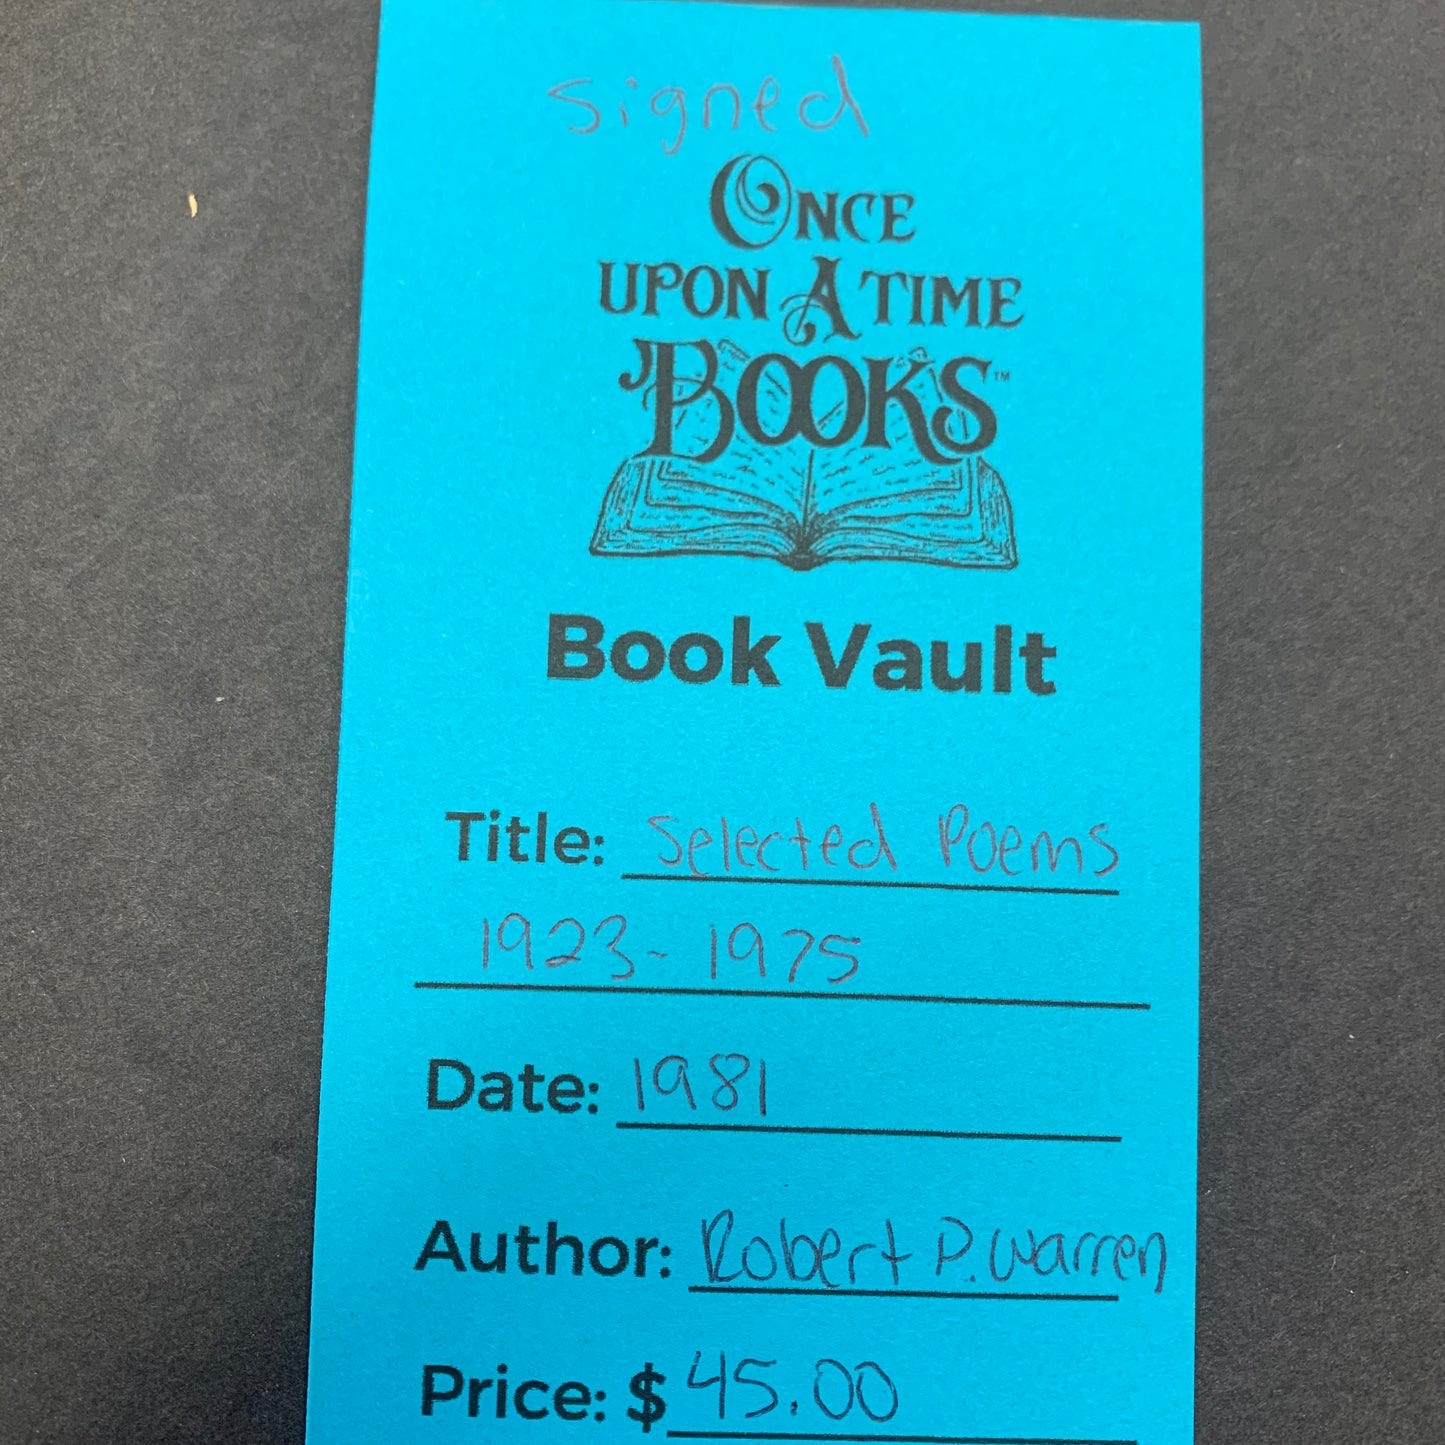 signed
ONCE
UPON A TIME
BOOKS™
Book Vault
Title: Selected Poems
1923-1975
Date: 1981
Author: Robert P. Warren
Price: $ 45.00